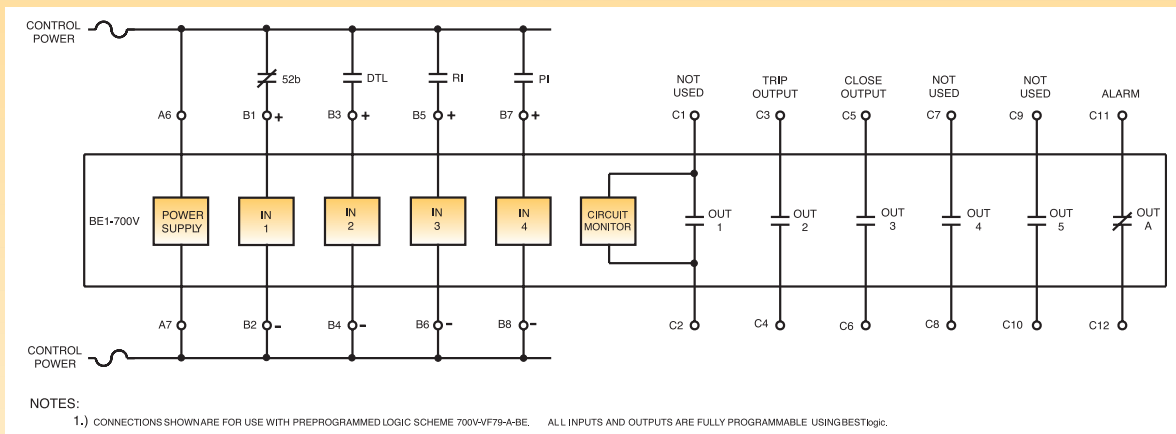 CONTROL
POWER
52b
DTL
RI
PI
NOT
USED
TRIP
OUTPUT
CLOSE
OUTPUT
NOT
USED
NOT
USED
ALARM
A6
B1 +
B3 +
B5 +
B7 +
C1
C3
C5
C7
C9
C11
BE1-700V
POWER
SUPPLY
IN
1
IN
2
IN
3
IN
4
CIRCUIT
MONITOR
OUT
1
OUT
2
OUT
3
OUT
4
OUT
5
OUT
A
A7
B2 -
B4 -
B6 -
B8 -
C2
C4
C6
C8
C10
C12
CONTROL
POWER
NOTES:
1.) CONNECTIONS SHOWN ARE FOR USE WITH PREPROGRAMMED LOGIC SCHEME 700V-VF79-A-BE. ALL INPUTS AND OUTPUTS ARE FULLY PROGRAMMABLE USING BESTlogic.